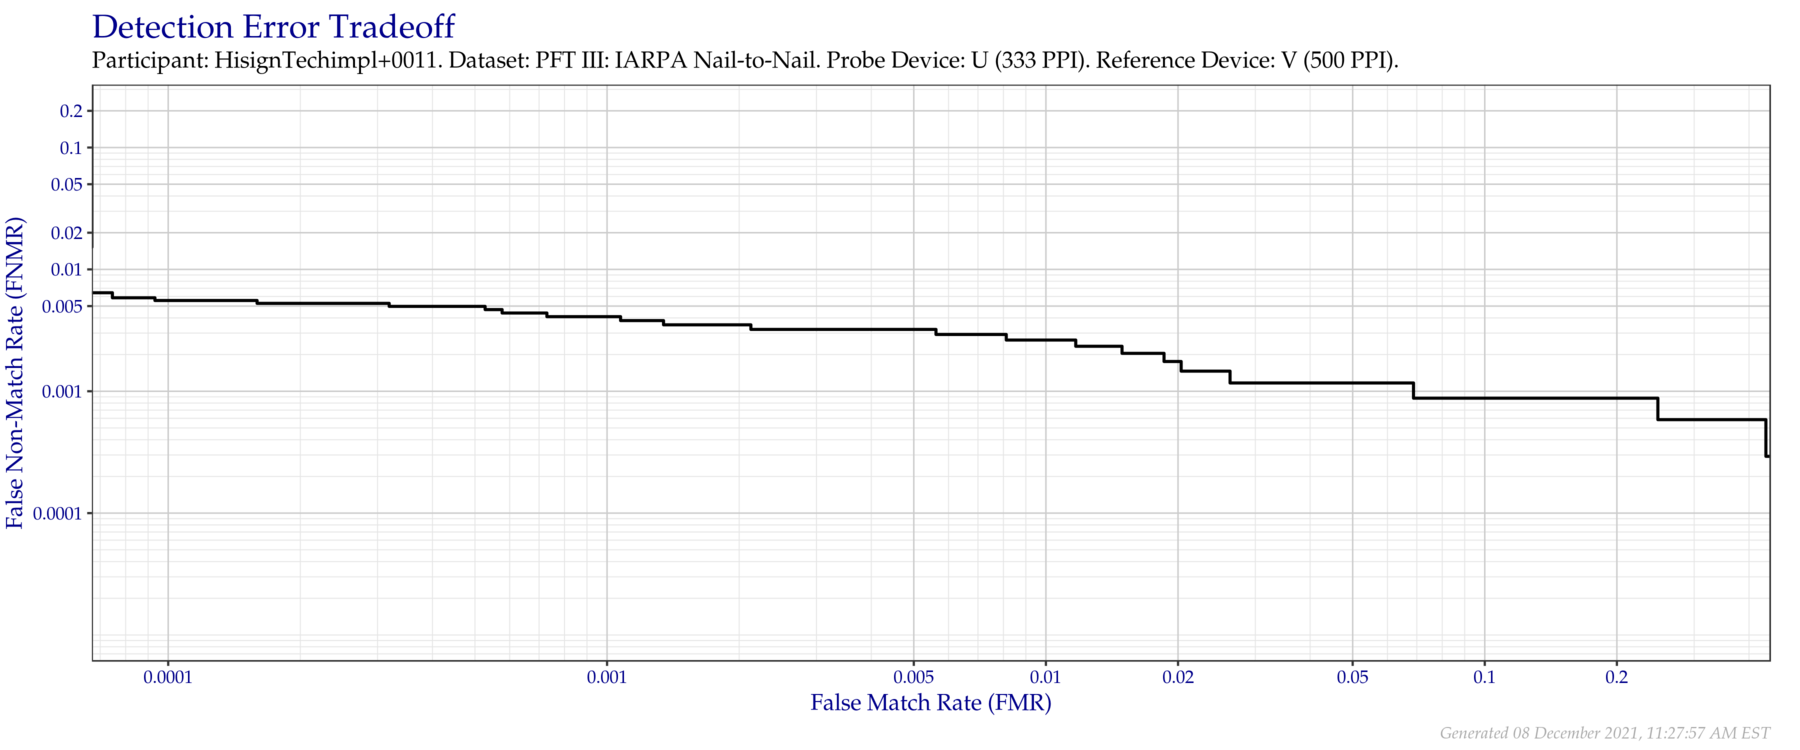 Detection Error Tradeoff
Participant: HisignTechimpl+0011. Dataset: PFT III: IARPA Nail-to-Nail. Probe Device: U (333 PPI). Reference Device: V (500 PPI).
False Non-Match Rate (FNMR)
0.2
0.1
0.05
0.02
0.01
0.005
0.001
0.0001
0.0001 0.001 0.005 0.01 0.02 0.05 0.1 0.2
False Match Rate (FMR)
Generated 08 December 2021, 11:27:57 AM EST